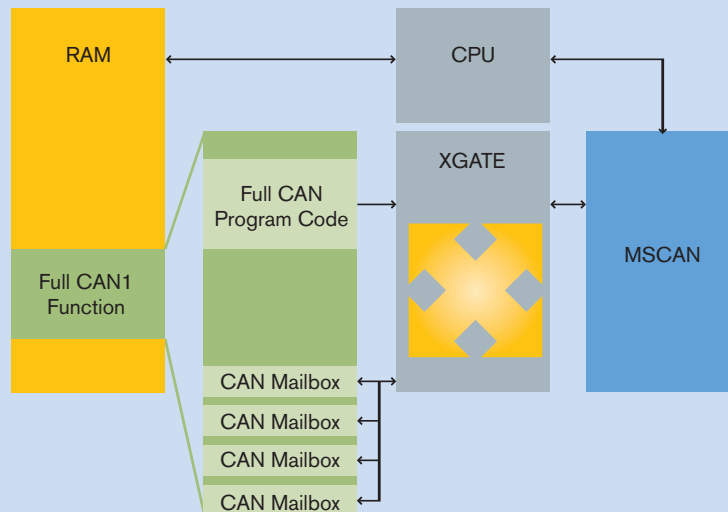 RAM
CPU
XGATE
Full CAN
Program Code
MSCAN
Full CAN1
Function
CAN Mailbox
CAN Mailbox
CAN Mailbox
CAN Mailbox